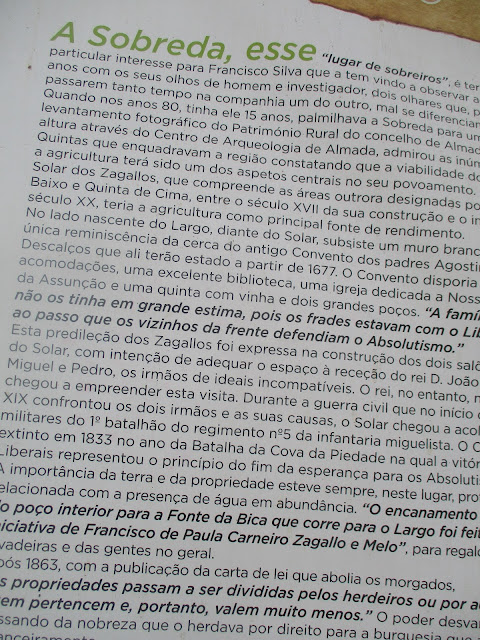 A Sobreda, esse "lugar de sobreiros", é
particular interesse para Francisco Silva que a tem vindo a observar a
anos com os seus olhos de homem e investigador, dois olhares que,
passarem tanto tempo na companhia um do outro, mal se diferenciam
Quando nos anos 80, tinha ele 15 anos, palmilhava a Sobreda para um
levantamento fotográfico do Património Rural do concelho de Almad
altura através do Centro de Arqueologia de Almada, admirou as inúm
Quintas que enquadravam a região constatando que a viabilidade do
a agricultura terá sido um dos aspetos centrais no seu povoamento.
Solar dos Zagallos, que compreende as áreas outrora designadas po
Baixo e Quinta de Cima, entre o século XVII da sua construção e o in
século XX, teria a agricultura como principal fonte de rendimento.
No lado nascente do Largo, diante do Solar, subsiste um muro branc
única reminiscência da cerca do antigo Convento dos padres Agosti
Descalços que ali terão estado a partir de 1677. O Convento disporia
acomodações, uma excelente biblioteca, uma igreja dedicada a Noss
da Assunção e uma quinta com vinha e dois grandes poços. "A famí
não os tinha em grande estima, pois os frades estavam com o Lib
ao passo que os vizinhos da frente defendiam o Absolutismo."
Esta predileção dos Zagallos foi expressa na construção dos dois salõ
do Solar, com intenção de adequar o espaço à receção do rei D. João
Miguel e Pedro, os irmãos de ideais incompatíveis. O rei, no entanto, n
chegou a empreender esta visita. Durante a guerra civil que no início d
XIX confrontou os dois irmãos e as suas causas, o Solar chegou a acol
militares do 1º batalhão do regimento nº5 da infantaria miguelista. O C
extinto em 1833 no ano da Batalha da Cova da Piedade na qual a vitór
Liberais representou o princípio do fim da esperança para os Absoluti
A importância da terra e da propriedade esteve sempre, neste lugar, pro
relacionada com a presença de água em abundância. "O encanamento
do poço interior para a Fonte da Bica que corre para o Largo foi feit
niciativa de Francisco de Paula Carneiro Zagallo e Melo", para regalo
vadeiras e das gentes no geral.
pós 1863, com a publicação da carta de lei que abolia os morgados,
s propriedades passam a ser divididas pelos herdeiros ou por a
em pertencem e, portanto, valem muito menos." O poder desva
ssando da nobreza que o herdava por direito para a burguesia que
anceiramente